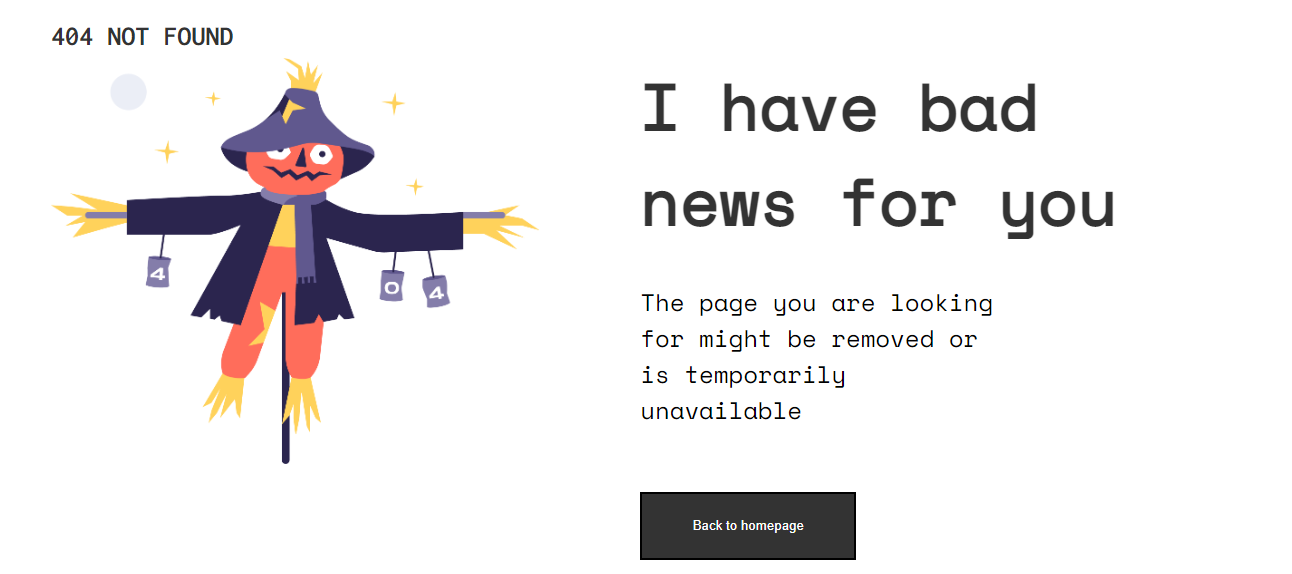 404 NOT FOUND
I have bad
news for you
4
0
4
The page you are looking
for might be removed or
is temporarily
unavailable
Back to homepage